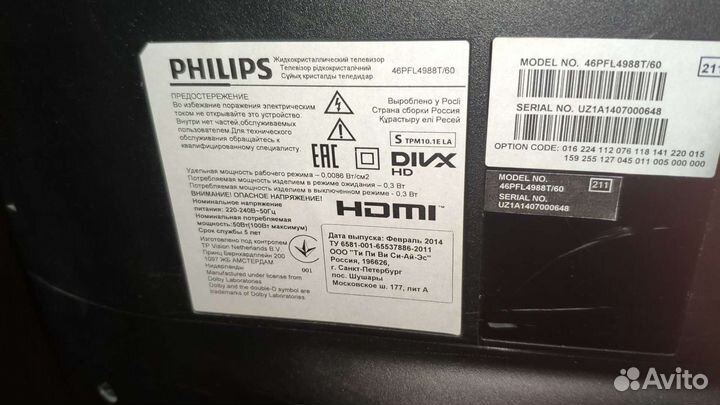 PHILIPS
Жидкокристаллический телевизор
Телевізор рідкокристалічний
Сұйық кристалды теледидар
46PFL4988T/60
ПРЕДОСТЕРЕЖЕНИЕ
Во избежание поражения электрическим
током не открывайте это устройство.
Внутри нет частей,обслуживаемых
пользователем.Для технического
обслуживания обращайтесь к
квалифицированному специалисту.
Вироблено у Росії
Страна сборки Россия
Құрастыру елі Ресей
S TPM10.1E LA
EAC
DIVX
HD
Удельная мощность рабочего режима – 0,0086 Вт/см2
Потребляемая мощность изделием в режиме ожидания – 0,3 Вт
Потребляемая мощность изделием в выключенном режиме – 0,3 Вт
ВНИМАНИЕ! ОПАСНОЕ НАПРЯЖЕНИЕ!
Номинальное напряжение
питания: 220-240В~50Гц
Номинальная потребляемая
мощность:50Вт(100Вт максимум)
Срок службы 5 лет
HDMI
Изготовлено под контролем
TP Vision Netherlands B.V.
Принц Бернхардплейн 200
1097 ЖБ АМСТЕРДАМ,
Нидерланды
001
Manufactured under license from
Dolby Laboratories.
Dolby and the double-D symbol are
trademarks of Dolby Laboratories.
Дата выпуска: Февраль 2014
ТУ 6581-001-65537886-2011
ООО "Ти Пи Ви Си-Ай-Эс"
Россия, 196626,
г. Санкт-Петербург
пос. Шушары
Московское ш. 177, лит А
MODEL NO. 46PFL4988T/60
211
SERIAL NO. UZ1A1407000648
OPTION CODE: 016 224 112 076 118 141 220 015
159 255 127 045 011 005 000 000
MODEL NO.
46PFL4988T/60
211
SERIAL NO.
UZ1A1407000648
Avito